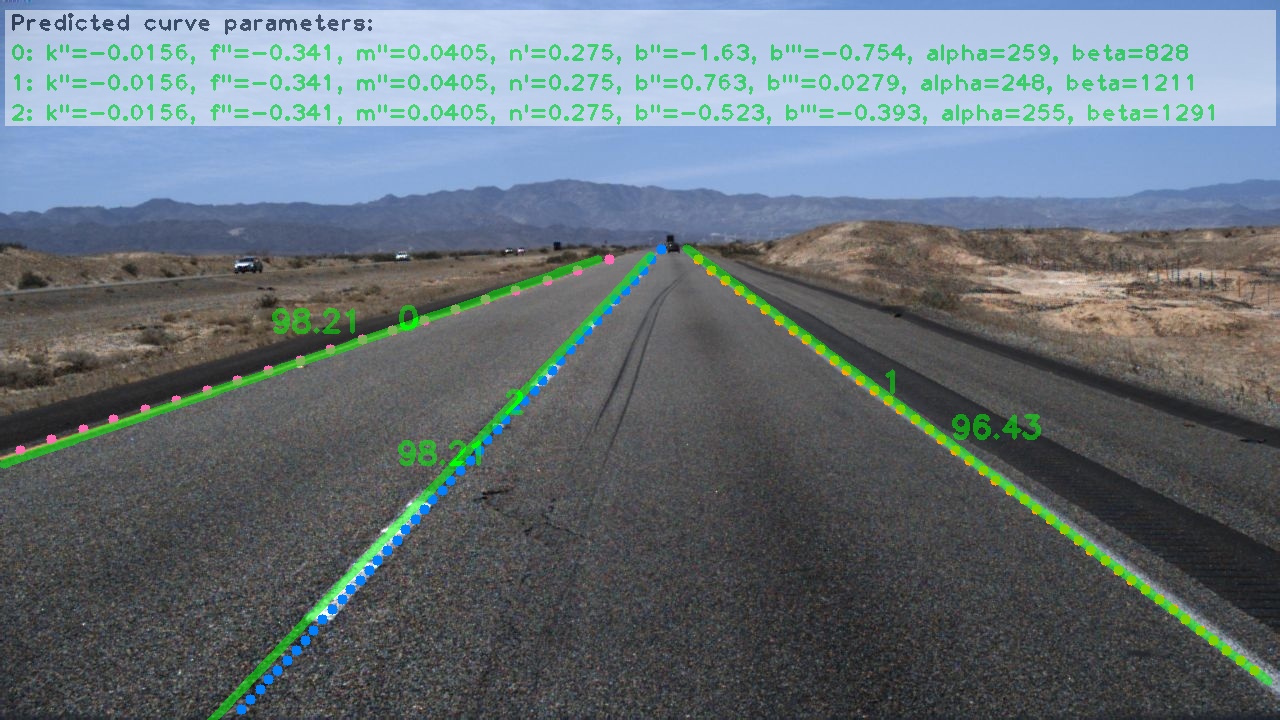 Predicted curve parameters:
0: k''=-0.0156, f''=-0.341, m''=0.0405, n'=0.275, b''=-1.63, b'''=-0.754, alpha=259, beta=828
1: k''=-0.0156, f''=-0.341, m''=0.0405, n'=0.275, b''=0.763, b'''=0.0279, alpha=248, beta=1211
2: k''=-0.0156, f''=-0.341, m''=0.0405, n'=0.275, b''=-0.523, b'''=-0.393, alpha=255, beta=1291
98.21 0
1
2
96.43
98.21